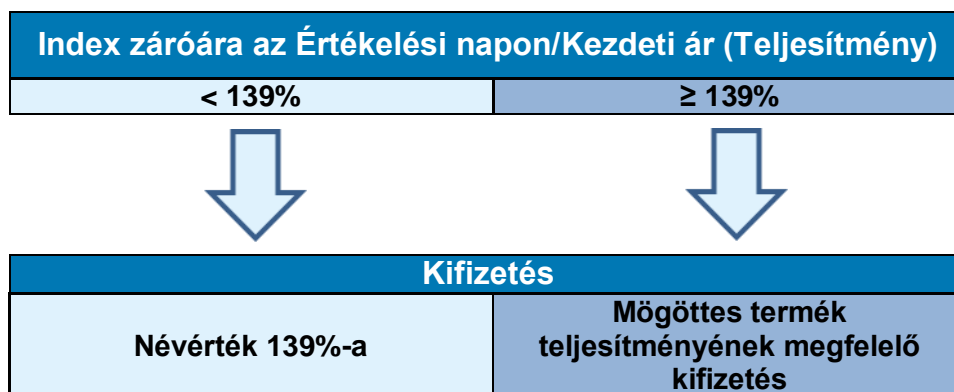 Index záróára az Értékelési napon/Kezdeti ár (Teljesítmény)
< 139%
≥ 139%
Kifizetés
Névérték 139%-a
Mögöttes termék
teljesítményének megfelelő
kifizetés